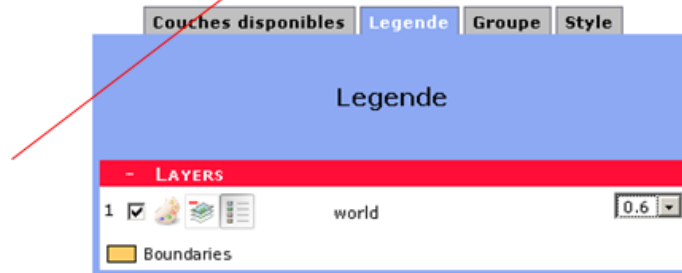 Couches disponibles Legende Groupe Style
Legende
- LAYERS
1 world 0.6
Boundaries